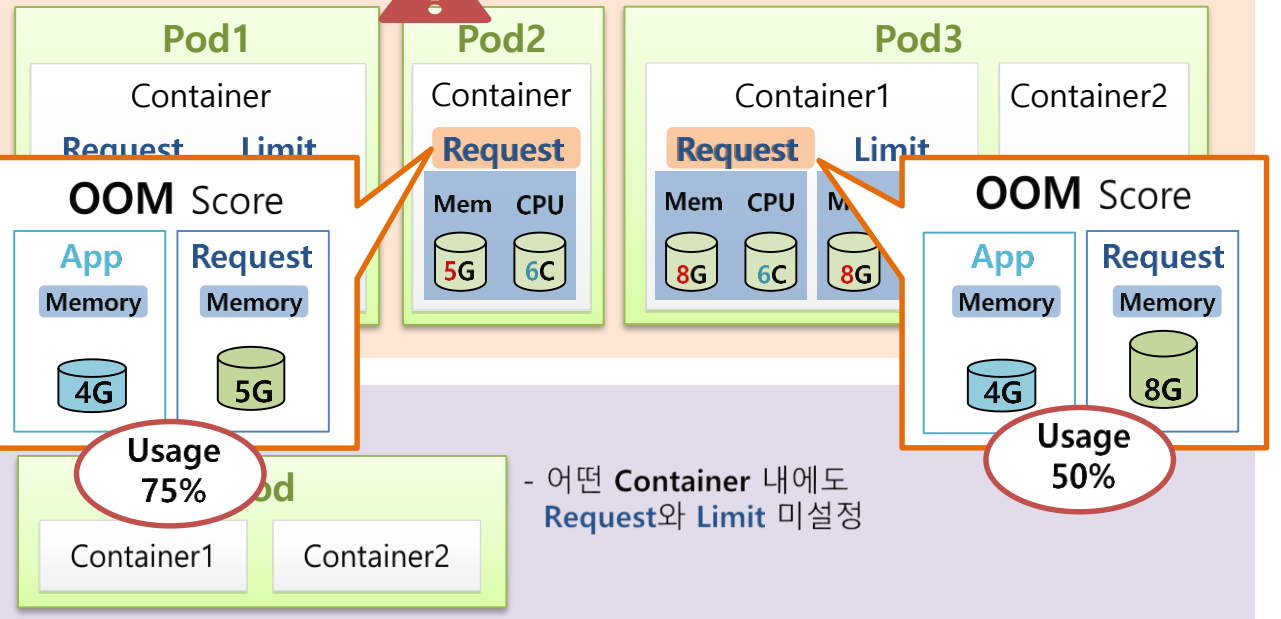 Pod1
Container
Request Limit
Pod2
Container
Request
Mem CPU
5G 6C
Pod3
Container1
Request Limit
Mem CPU
8G 6C 8G
Container2
OOM Score
App Request
Memory Memory
4G 5G
Usage
75%
OOM Score
App Request
Memory Memory
4G 8G
Usage
50%
Container1 Container2
- 어떤 Container 내에도
Request와 Limit 미설정